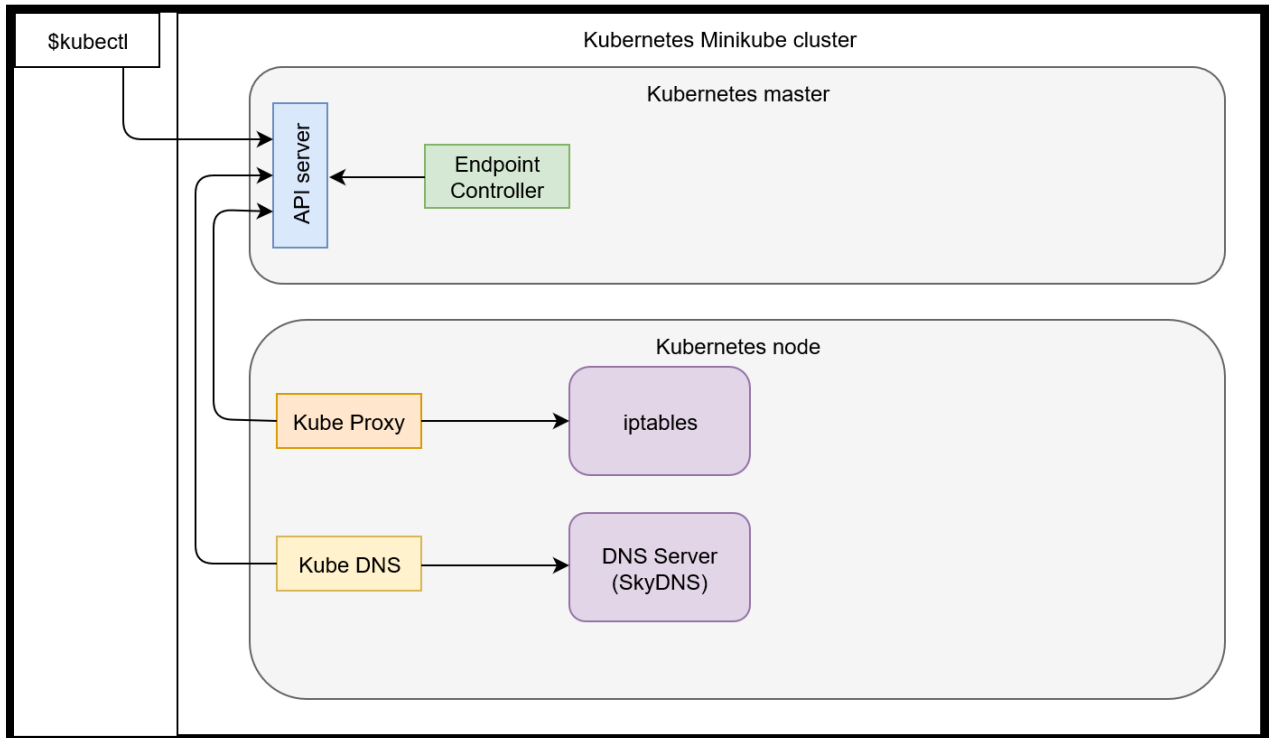 $kubectl
Kubernetes Minikube cluster
Kubernetes master
API server
Endpoint
Controller
Kubernetes node
Kube Proxy
iptables
Kube DNS
DNS Server
(SkyDNS)